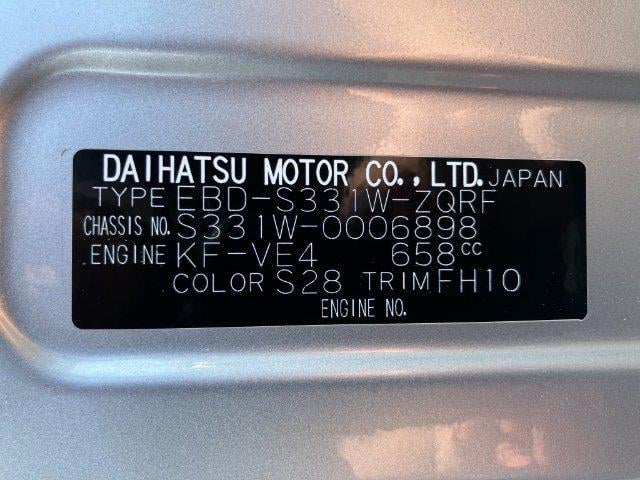 DAIHATSU MOTOR CO.,LTD. JAPAN
TYPE EBD-S331W-ZQRF
CHASSIS NO. S331W-0006898
ENGINE KF-VE4 658cc
COLOR S28 TRIM FH10
ENGINE NO.